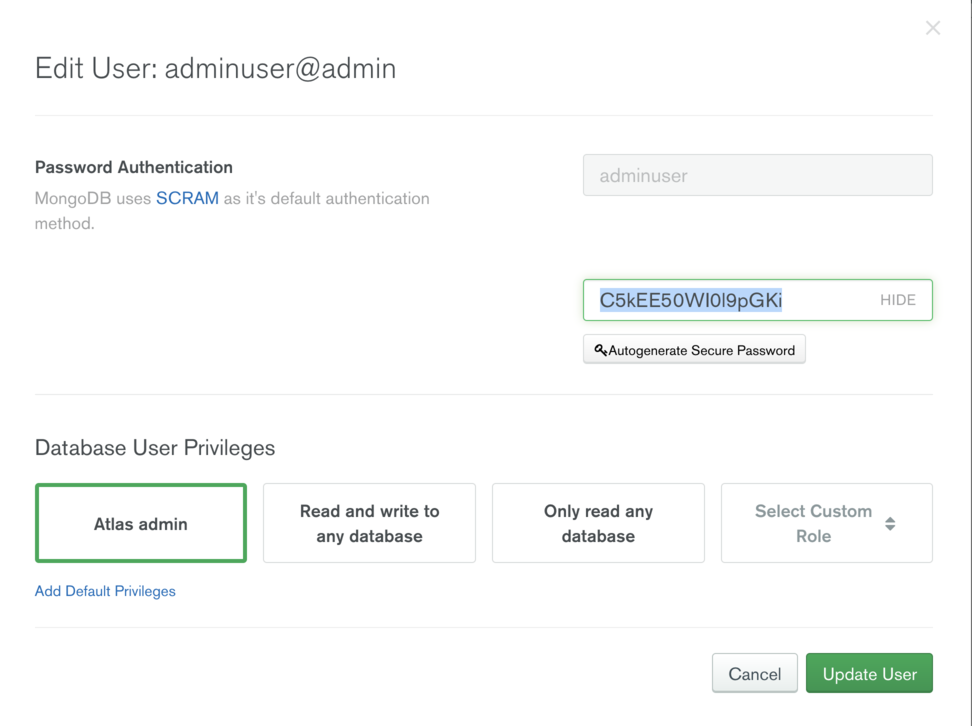 Edit User: adminuser@admin
Password Authentication
MongoDB uses SCRAM as it's default authentication
method.
adminuser
C5kEE50WI0l9pGKi
HIDE
Autogenerate Secure Password
Database User Privileges
Atlas admin
Read and write to
any database
Only read any
database
Select Custom
Role
Add Default Privileges
Cancel
Update User